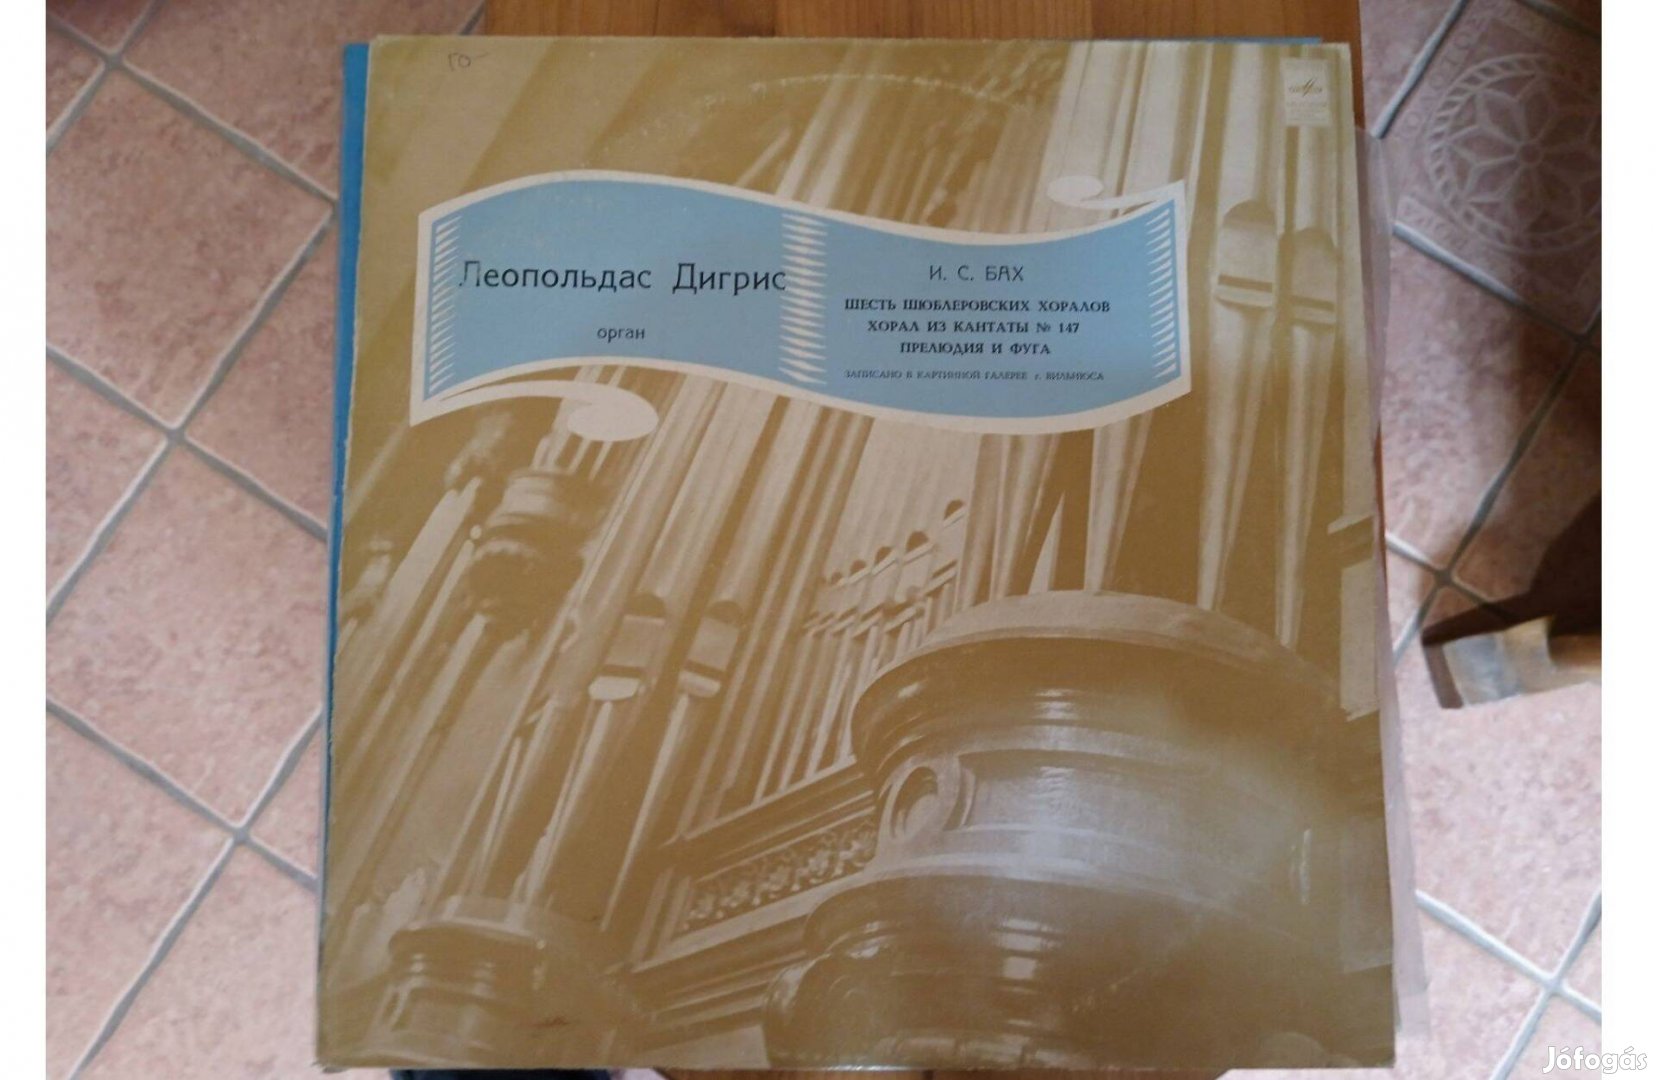 Леопольдас Дигрис
орган
И. С. БАХ
ШЕСТЬ ШЮБЛЕРОВСКИХ ХОРАЛОВ
ХОРАЛ ИЗ КАНТАТЫ № 147
ПРЕЛЮДИЯ И ФУГА
ЗАПИСАНО В КАРТИННОЙ ГАЛЕРЕЕ г. ВИЛЬНЮСА
Jófogás